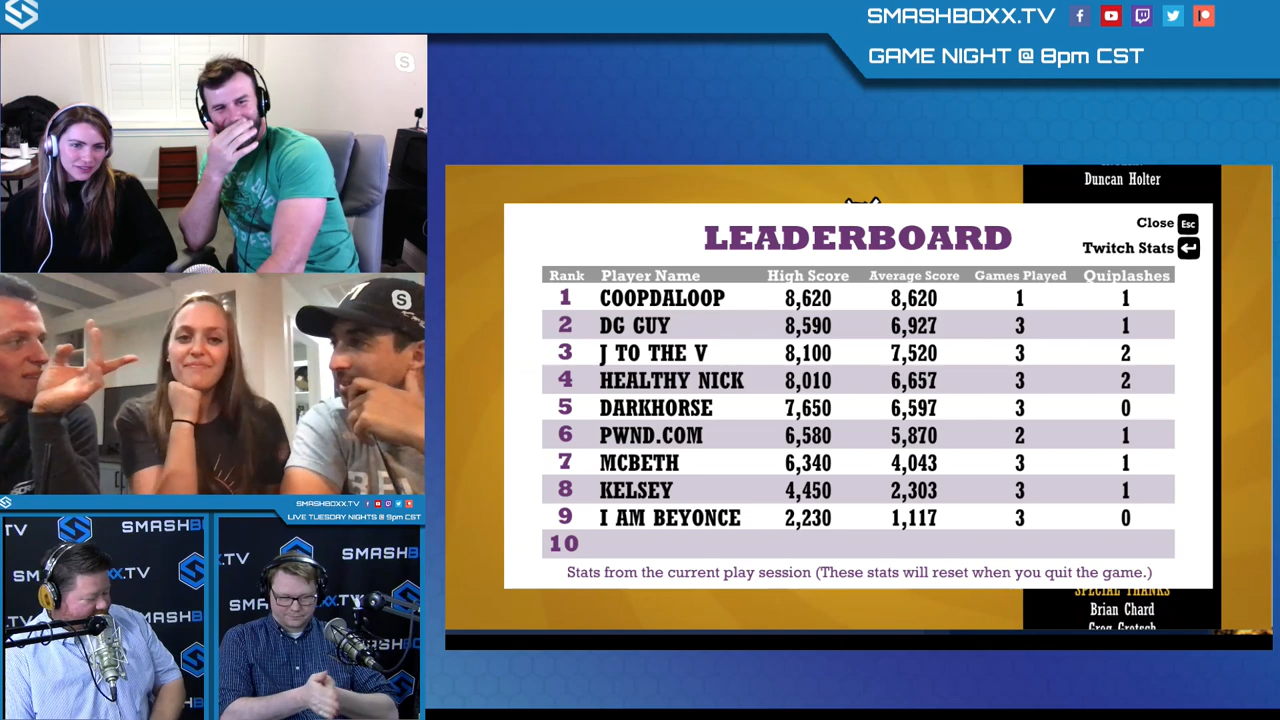 SMASHBOXX.TV
GAME NIGHT @ 8pm CST
Duncan Holter
Close Esc
LEADERBOARD
Twitch Stats
Rank Player Name High Score Average Score Games Played Quiplashes
1 COOPDALOOP 8,620 8,620 1 1
2 DG GUY 8,590 6,927 3 1
3 J TO THE V 8,100 7,520 3 2
4 HEALTHY NICK 8,010 6,657 3 2
5 DARKHORSE 7,650 6,597 3 0
6 PWND.COM 6,580 5,870 2 1
7 MCBETH 6,340 4,043 3 1
8 KELSEY 4,450 2,303 3 1
9 I AM BEYONCE 2,230 1,117 3 0
10
Stats from the current play session (These stats will reset when you quit the game.)
SPECIAL THANKS
Brian Chard
Greg Gretsch
SMASHBOXX.TV
LIVE TUESDAY NIGHTS @ 9pm CST